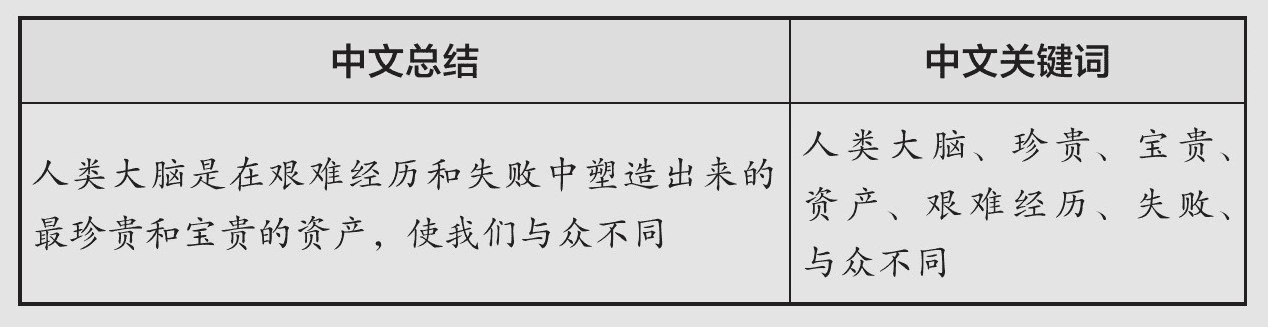 中文总结
中文关键词
人类大脑是在艰难经历和失败中塑造出来的
最珍贵和宝贵的资产，使我们与众不同
人类大脑、珍贵、宝贵、
资产、艰难经历、失败、
与众不同